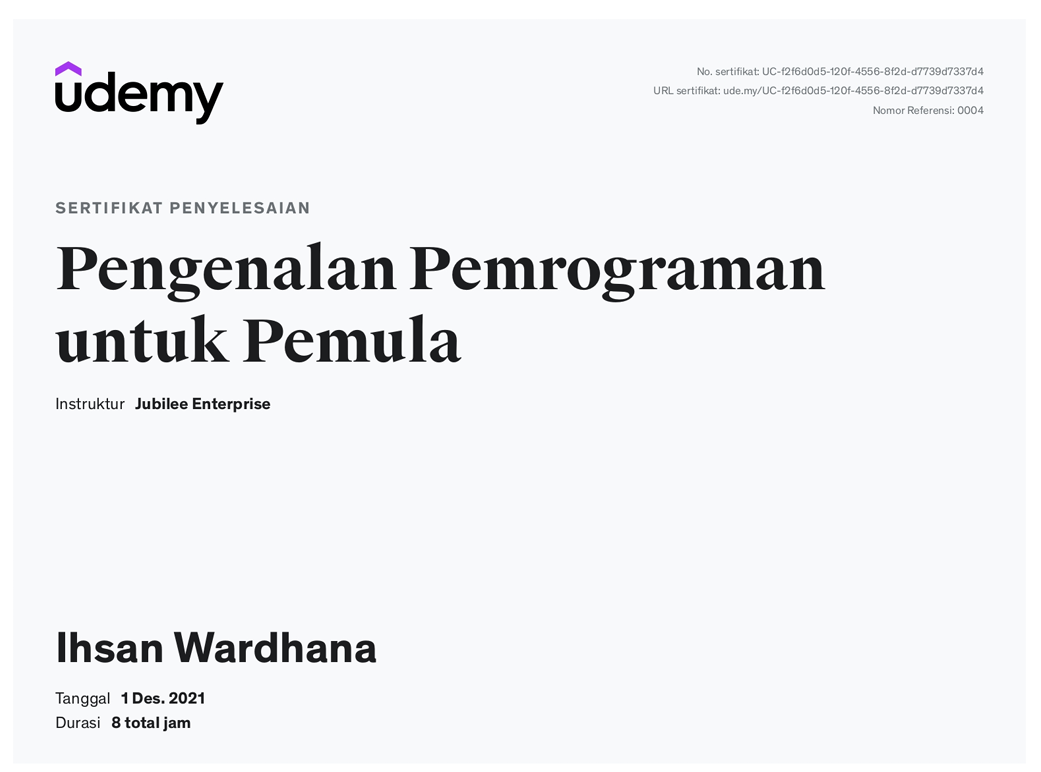 udemy
No. sertifikat: UC-f2f6d0d5-120f-4556-8f2d-d7739d7337d4
URL sertifikat: ude.my/UC-f2f6d0d5-120f-4556-8f2d-d7739d7337d4
Nomor Referensi: 0004
SERTIFIKAT PENYELESAIAN
Pengenalan Pemrograman
untuk Pemula
Instruktur Jubilee Enterprise
Ihsan Wardhana
Tanggal 1 Des. 2021
Durasi 8 total jam